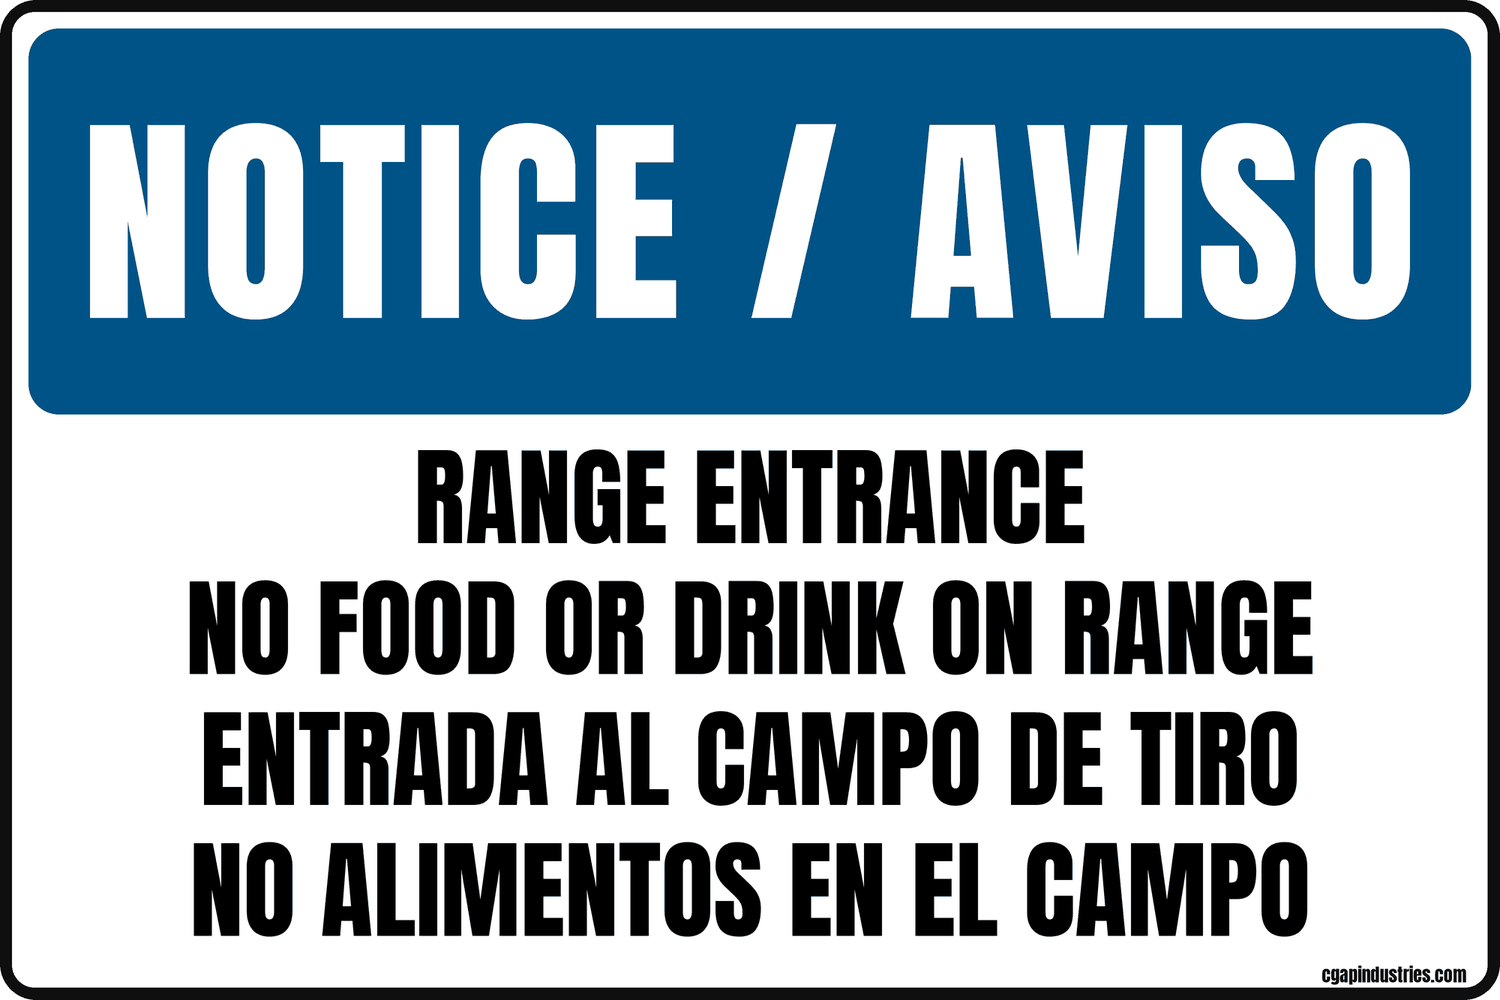 NOTICE / AVISO
RANGE ENTRANCE
NO FOOD OR DRINK ON RANGE
ENTRADA AL CAMPO DE TIRO
NO ALIMENTOS EN EL CAMPO
cgapindustries.com